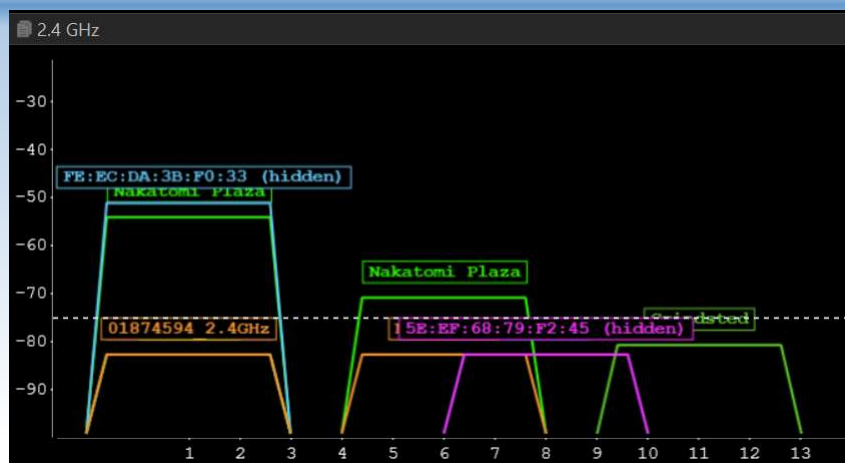 2.4 GHz
-30
-40
FE:EC:DA:3B:F0:33 (hidden)
-50
Nakatomi Plaza
-60
Nakatomi Plaza
-70
01874594_2.4GHz
5E:EF:68:79:F2:45 (hidden)
-80
-90
1 2 3 4 5 6 7 8 9 10 11 12 13